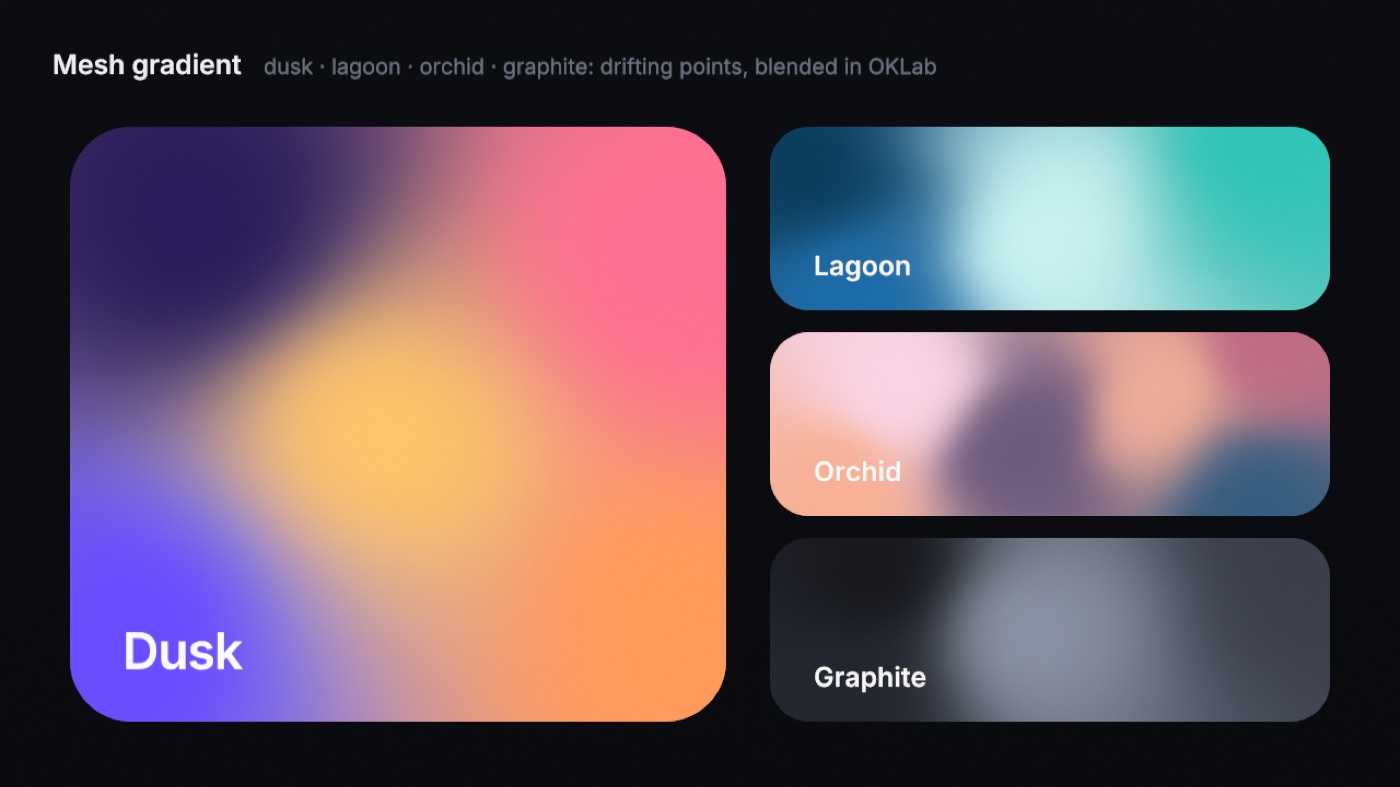 Mesh gradient dusk · lagoon · orchid · graphite: drifting points, blended in OKLab
Dusk
Lagoon
Orchid
Graphite